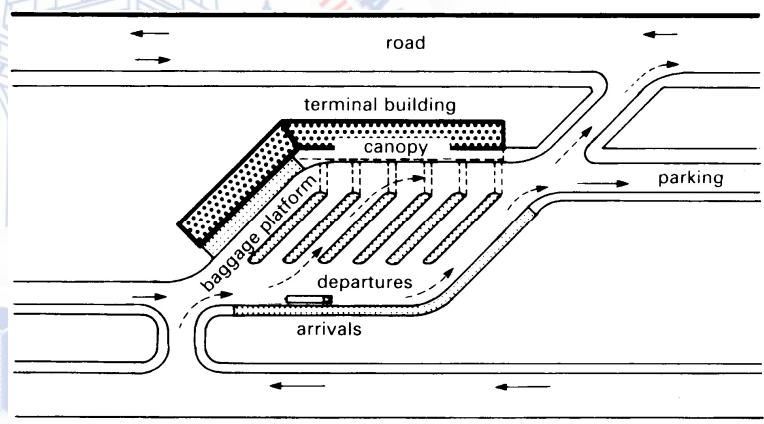 road
terminal building
canopy
parking
baggage platform
departures
arrivals